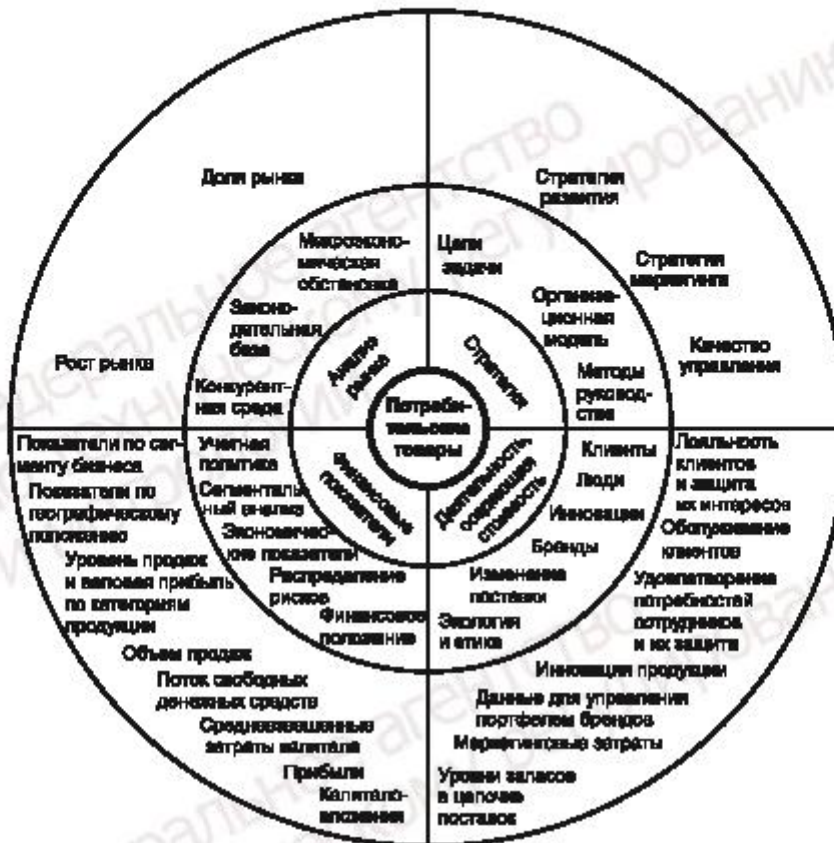 Доля рынка
Стратегия
развития
Макроэконо-
мическая
обстановка
Цели
задачи
Стратегия
маркетинга
Законо-
дательная
база
Организа-
ционная
модель
Рост рынка
Анализ
рынка
Стратегия
Качество
управления
Конкурент-
ная среда
Методы
руковод-
ства
Потреби-
тельские
товары
Показатели по сег-
менту бизнеса
Учетная
политика
Финансовые
показатели
Деятельность,
создающая
стоимость
Клиенты
Лояльность
клиентов
и защита
их интересов
Показатели по
географическому
положению
Сегменталь-
ный анализ
Люди
Инновации
Обслуживание
клиентов
Экономичес-
кие показатели
Бренды
Уровень продаж
и валовая прибыль
по категориям
продукции
Распределение
рисков
Изменение
поставки
Удовлетворение
потребностей
сотрудников
и их защита
Финансовое
положение
Экология
и этика
Объем продаж
Инновации продукции
Поток свободных
денежных средств
Данные для управления
портфелем брендов
Средневзвешенные
затраты капитала
Маркетинговые затраты
Прибыли
Капитало-
вложения
Уровни запасов
в цепочке
поставок